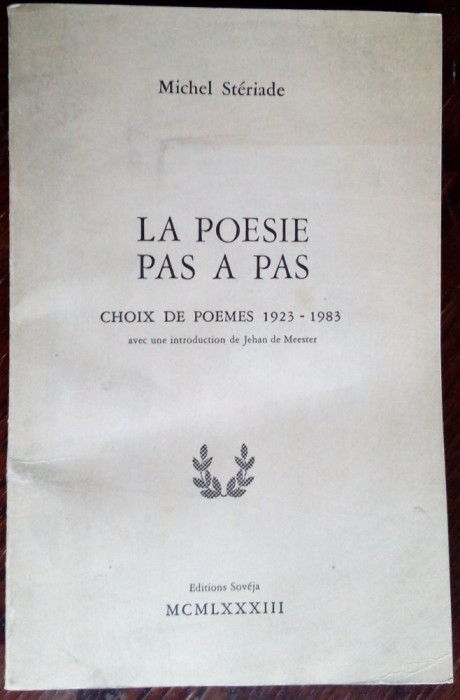 Michel Stériade
LA POESIE
PAS A PAS
CHOIX DE POEMES 1923 - 1983
avec une introduction de Jehan de Meester
Editions Sovéja
MCMLXXXIII